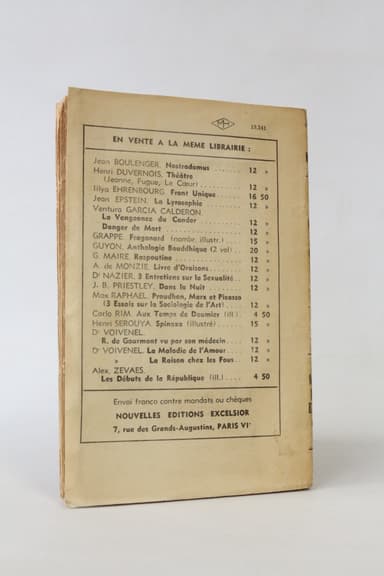 13.241
EN VENTE A LA MEME LIBRAIRIE :
Jean BOULENGER. Nostradamus ....... 12 »
Henri DUVERNOIS. Théâtre
(Jeanne, Fugue, Le Cœur) ........... 12 »
Illya EHRENBOURG. Front Unique ...... 16 50
Jean EPSTEIN. La Lyrosophie ........ 12 »
Ventura GARCIA CALDERON.
La Vengeance du Condor ........... 12 »
Danger de Mort .................. 12 »
GRAPPE. Fragonard (nombr. illustr.) .... 15 »
GUYON. Anthologie Bouddhique (2 vol) . 20 »
G. MAIRE. Raspoutine .............. 12 »
A. de MONZIE. Livre d'Oraisons ...... 12 »
Dr NAZIER. 3 Entretiens sur la Sexualité.. 12 »
J. B. PRIESTLEY. Dans la Nuit ........ 12 »
Max RAPHAEL. Proudhon, Marx et Picasso
(3 Essais sur la Sociologie de l'Art) .... 12 »
Carlo RIM. Aux Temps de Daumier (ill.) 4 50
Henri SEROUYA. Spinoza (illustré) .... 15 »
Dr VOIVENEL.
R. de Gourmont vu par son médecin.. 12 »
Dr VOIVENEL. La Maladie de l'Amour.. 12 »
» La Raison chez les Fous.. 12 »
Alex. ZEVAES.
Les Débuts de la République (ill.) .... 4 50
Envoi franco contre mandats ou chèques
NOUVELLES EDITIONS EXCELSIOR
7, rue des Grands-Augustins, PARIS VIe